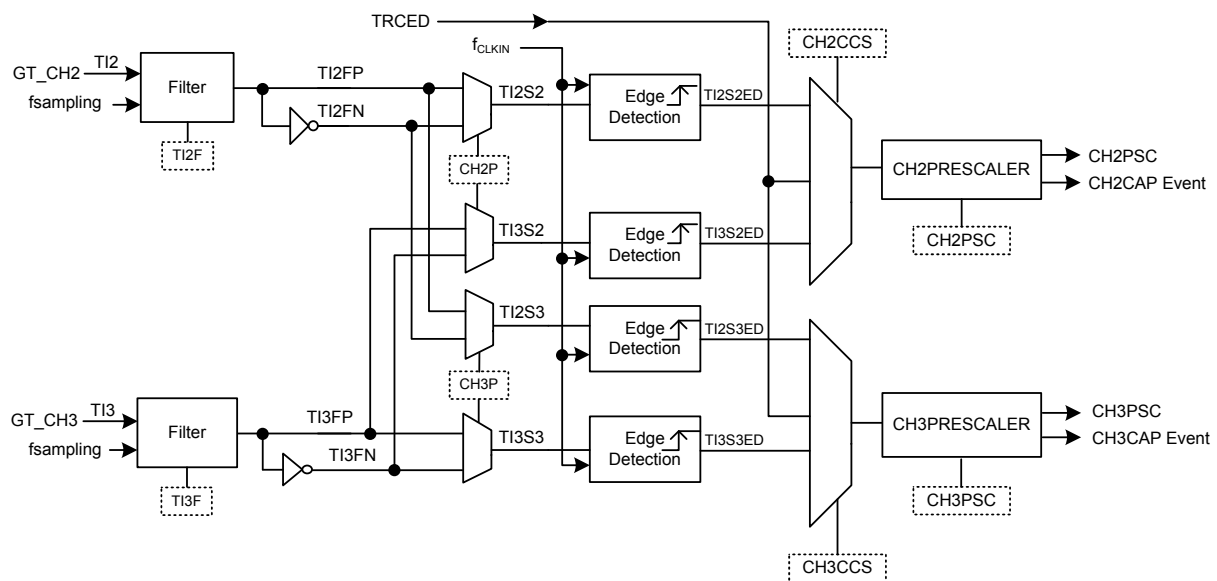 TRCED
fCLKIN
CH2CCS
GT_CH2
TI2
fsampling
Filter
TI2F
TI2FP
TI2FN
TI2S2
CH2P
Edge
Detection
TI2S2ED
TI3S2
Edge
Detection
TI3S2ED
CH2PRESCALER
CH2PSC
CH2CAP Event
CH2PSC
TI2S3
CH3P
Edge
Detection
TI2S3ED
GT_CH3
TI3
fsampling
Filter
TI3F
TI3FP
TI3FN
TI3S3
Edge
Detection
TI3S3ED
CH3PRESCALER
CH3PSC
CH3CAP Event
CH3PSC
CH3CCS